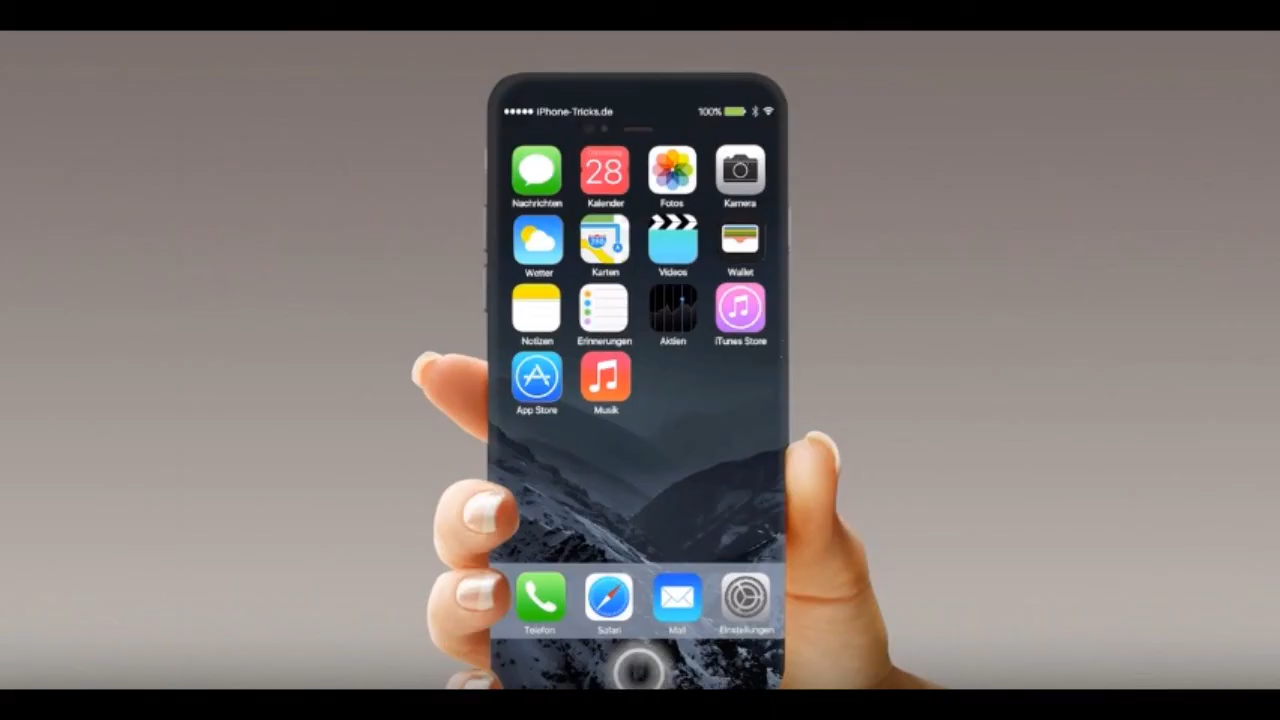 iPhone-Tricks.de 100%
28
Nachrichten Kalender Fotos Kamera
280
Wetter Karten Videos Wallet
Notizen Erinnerungen Aktien iTunes Store
App Store Musik
Telefon Safari Mail Einstellungen